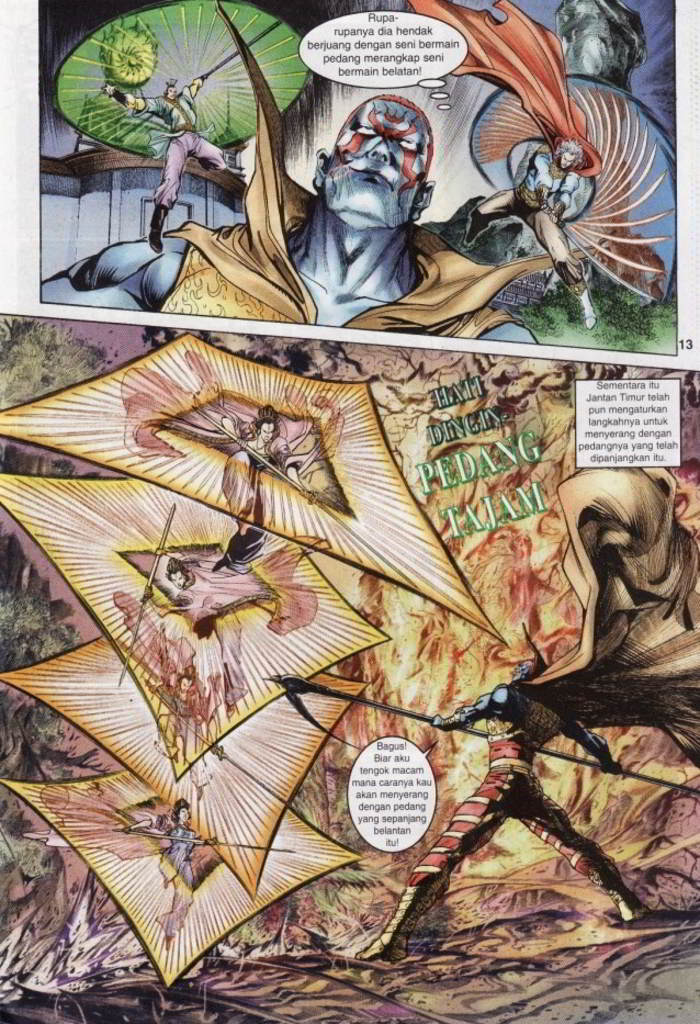 Rupa-
rupanya dia hendak
berjuang dengan seni bermain
pedang merangkap seni
bermain belatan!
13
Sementara itu
Jantan Timur telah
pun mengaturkan
langkahnya untuk
menyerang dengan
pedangnya yang telah
dipanjangkan itu.
HATI
DINGIN-
PEDANG
TAJAM
Bagus!
Biar aku
tengok macam
mana caranya kau
akan menyerang
dengan pedang
yang sepanjang
belantan
itu!